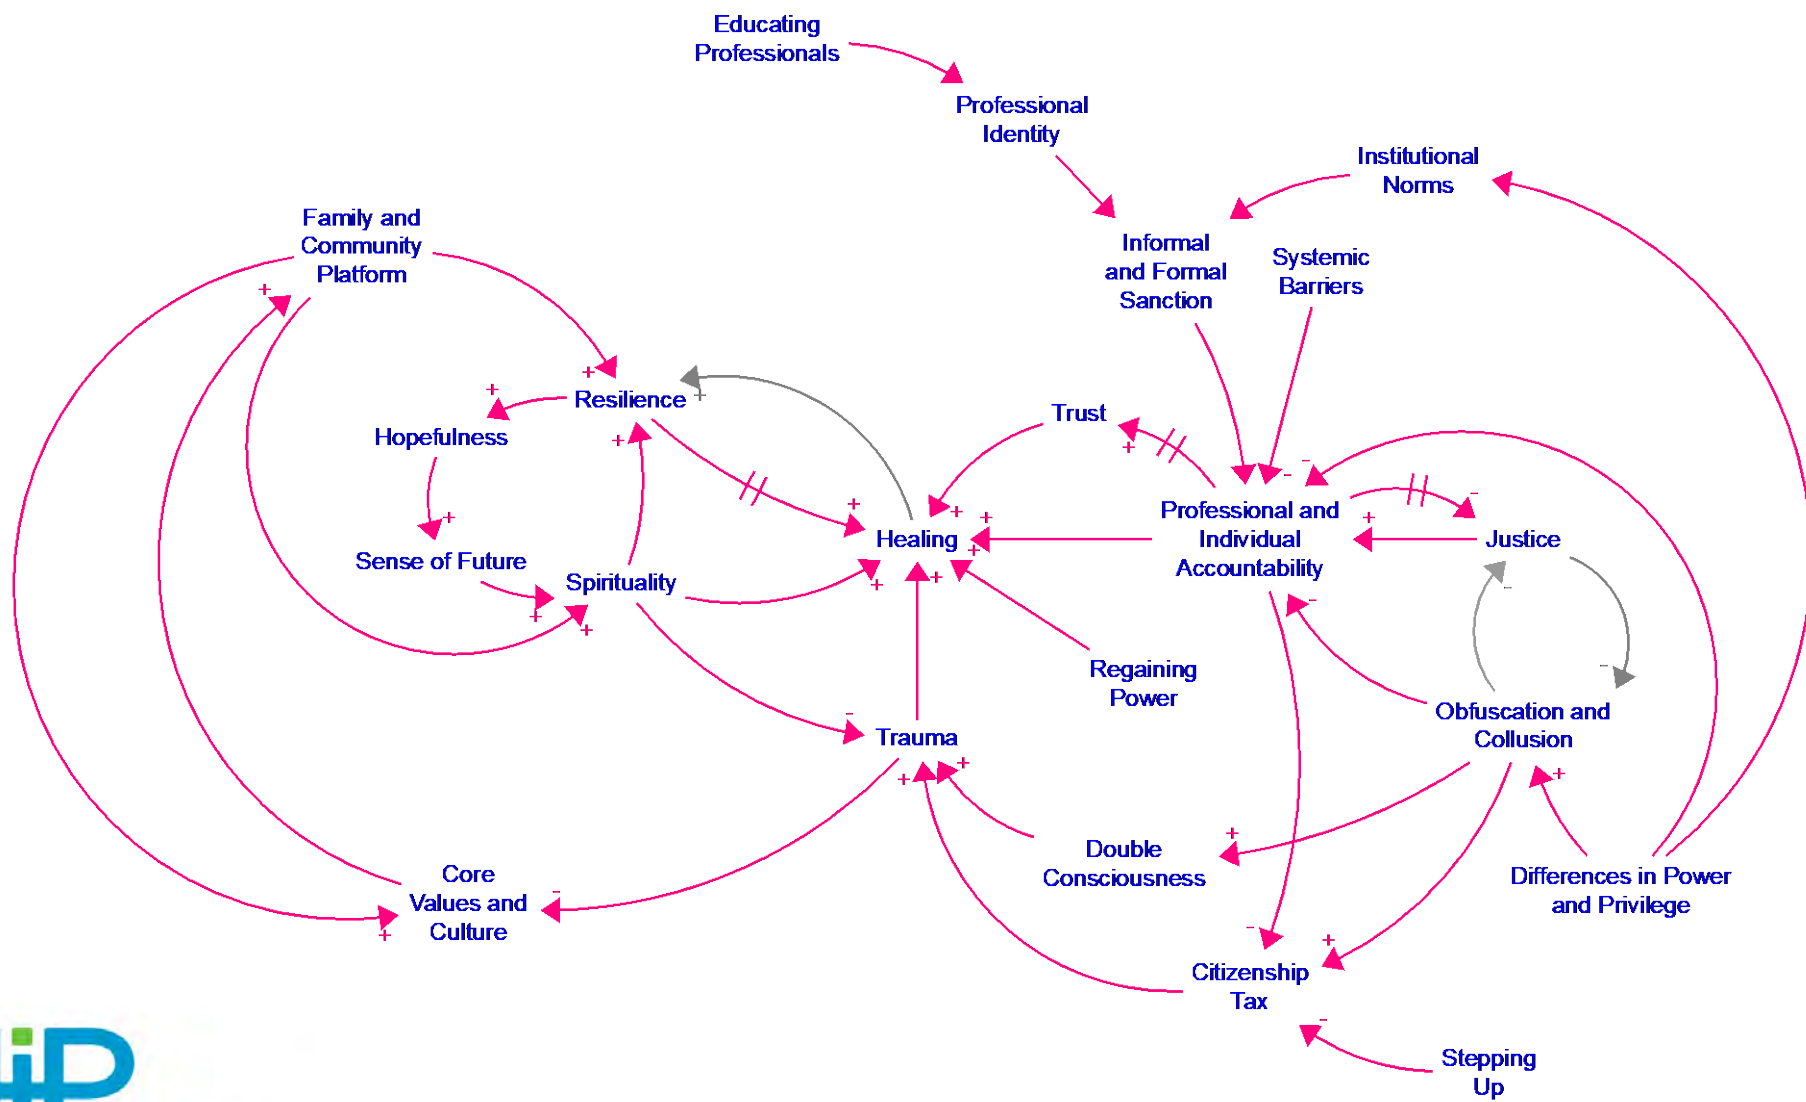 Educating
Professionals
Professional
Identity
Institutional
Norms
Family and
Community
Platform
Informal
and Formal
Sanction
Systemic
Barriers
Resilience
Trust
Hopefulness
Professional and
Individual
Accountability
Healing
Justice
Sense of Future
Spirituality
Regaining
Power
Obfuscation and
Collusion
Trauma
Double
Consciousness
Core
Values and
Culture
Differences in Power
and Privilege
Citizenship
Tax
Stepping
Up